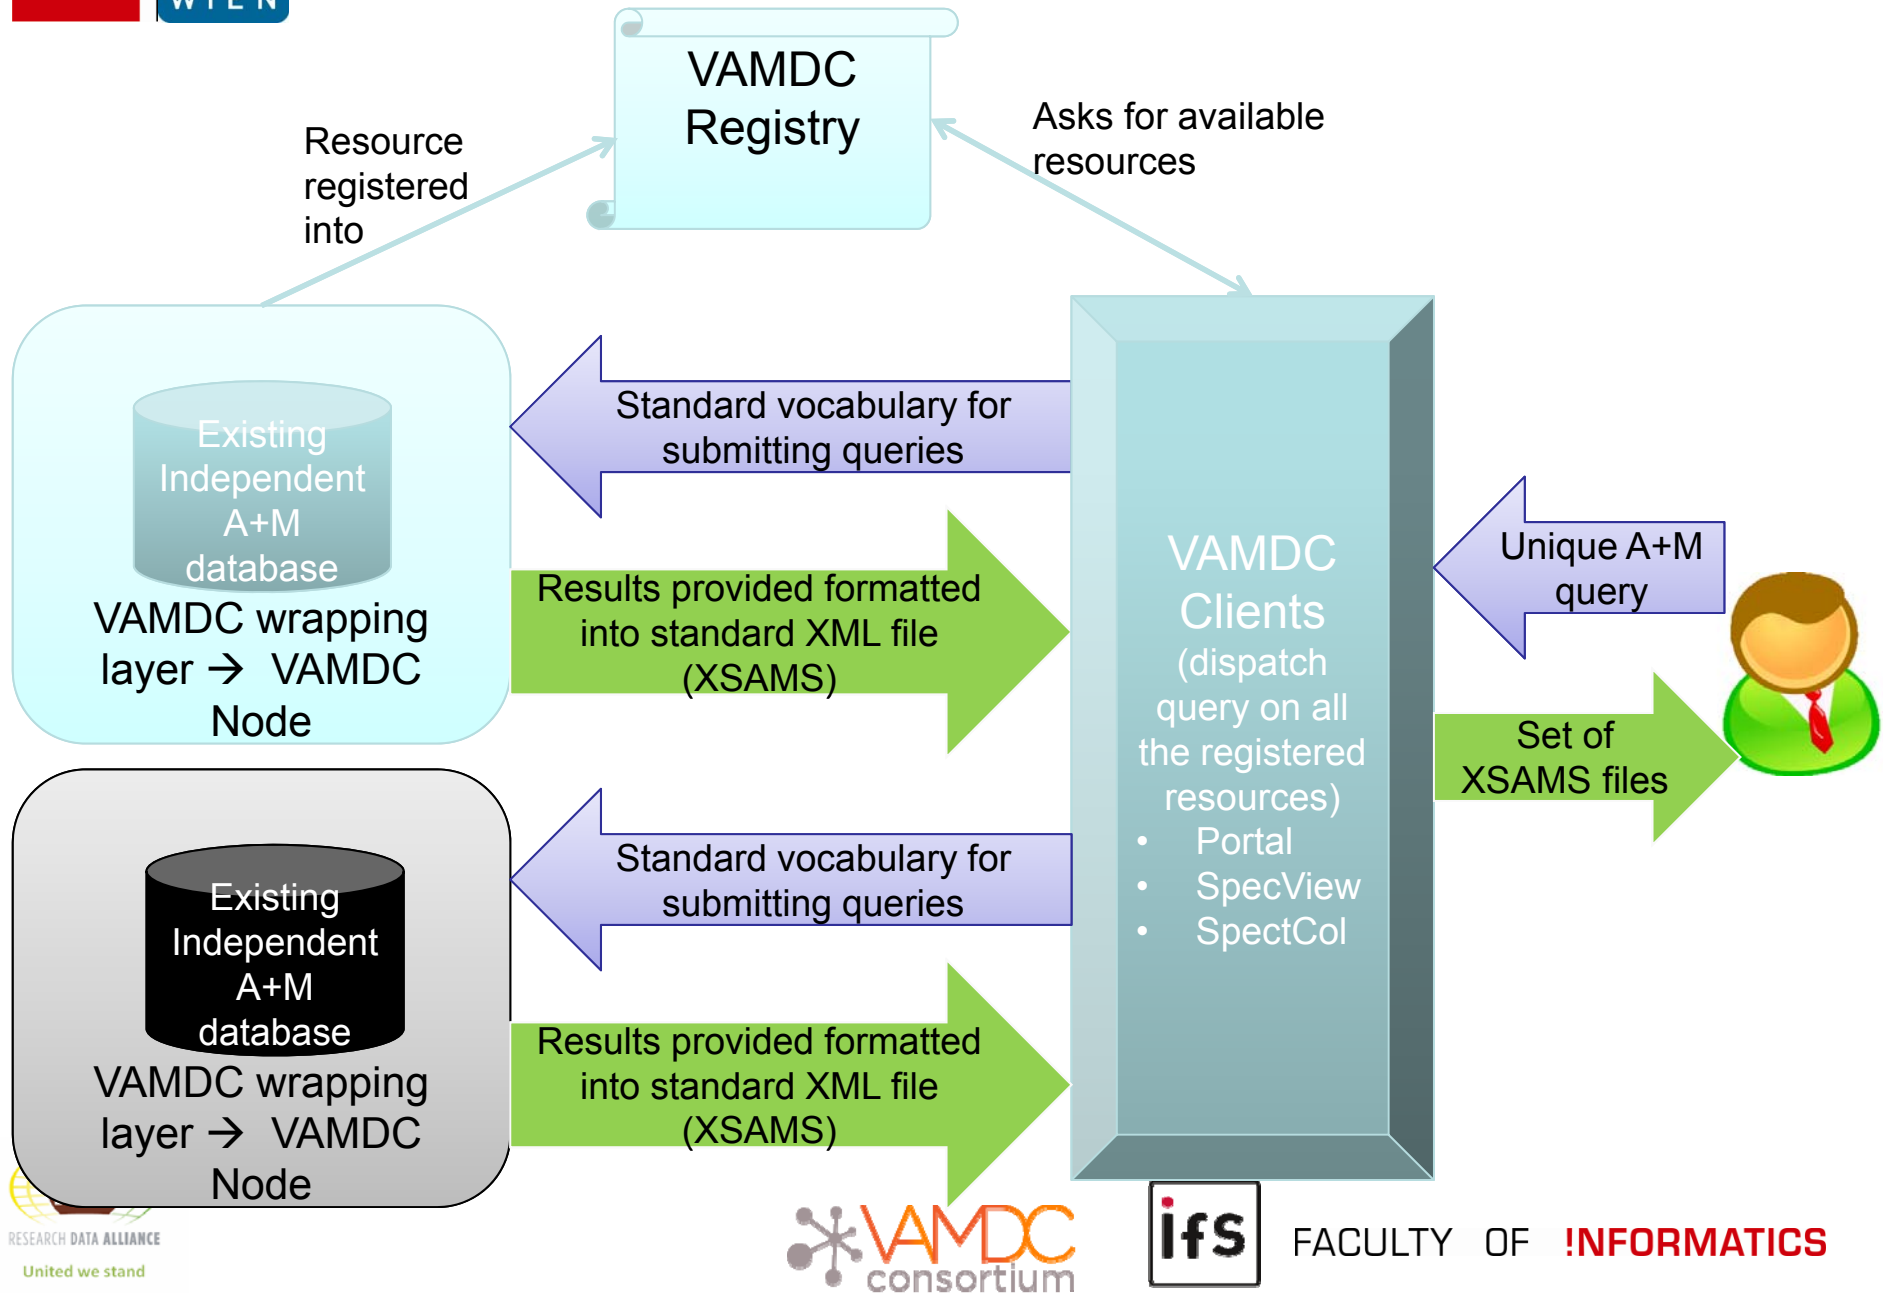 WIEN
VAMDC
Registry
Resource
registered
into
Asks for available
resources
Existing
Independent
A+M
database
VAMDC wrapping
layer → VAMDC
Node
Standard vocabulary for
submitting queries
Results provided formatted
into standard XML file
(XSAMS)
VAMDC
Clients
(dispatch
query on all
the registered
resources)
• Portal
• SpecView
• SpectCol
Unique A+M
query
Set of
XSAMS files
Existing
Independent
A+M
database
VAMDC wrapping
layer → VAMDC
Node
Standard vocabulary for
submitting queries
Results provided formatted
into standard XML file
(XSAMS)
RESEARCH DATA ALLIANCE
United we stand
VAMDC
consortium
ifs
FACULTY OF !NFORMATICS